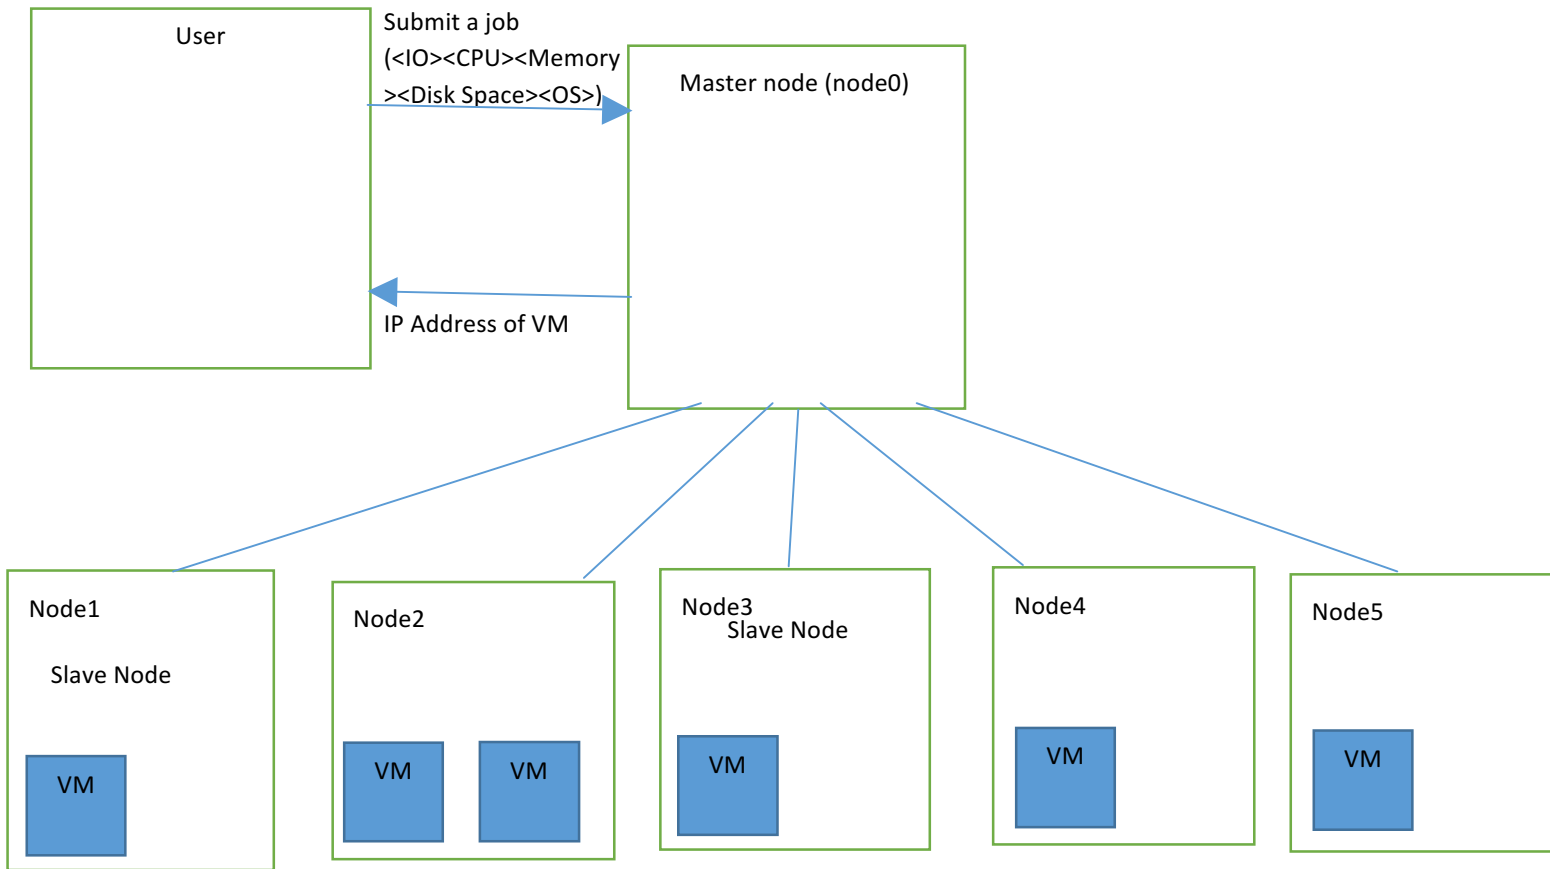 User
Submit a job
(<IO><CPU><Memory
><Disk Space><OS>)
Master node (node0)
IP Address of VM
Node1
Slave Node
VM
Node2
VM
VM
Node3
Slave Node
VM
Node4
VM
Node5
VM